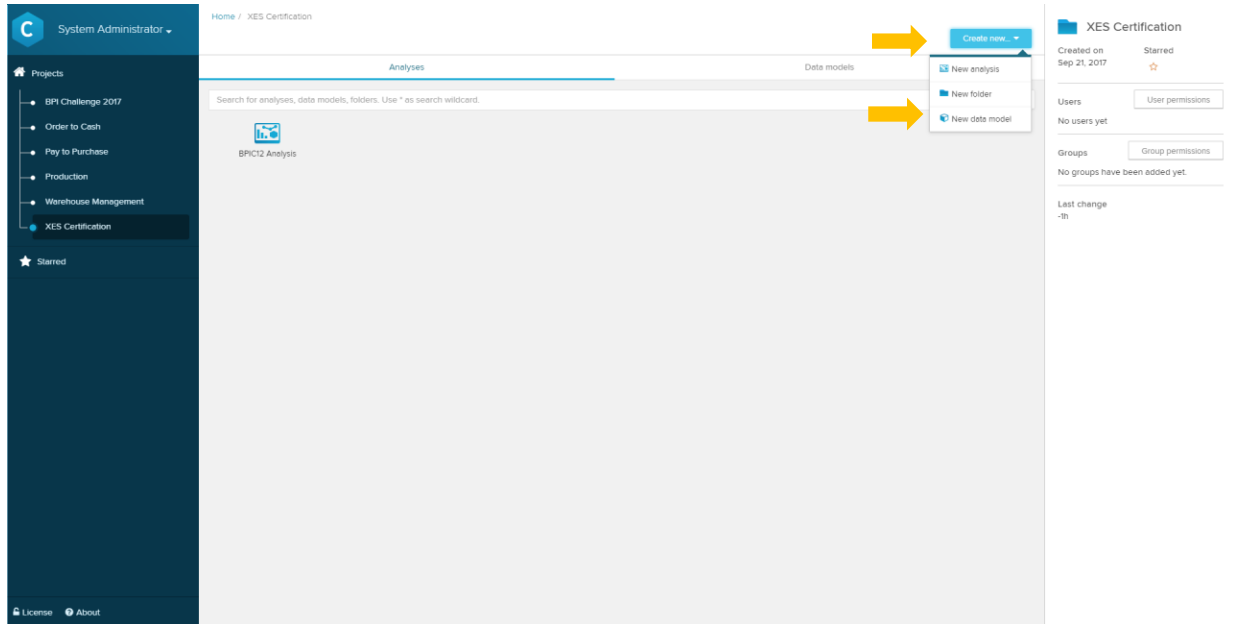 C
System Administrator
Projects
BPI Challenge 2017
Order to Cash
Pay to Purchase
Production
Warehouse Management
XES Certification
Starred
License
About
Home / XES Certification
Create new...
Analyses
Data models
New analysis
New folder
New data model
Search for analyses, data models, folders. Use * as search wildcard.
BPIC12 Analysis
XES Certification
Created on
Starred
Sep 21, 2017
Users
User permissions
No users yet
Groups
Group permissions
No groups have been added yet.
Last change
-1h